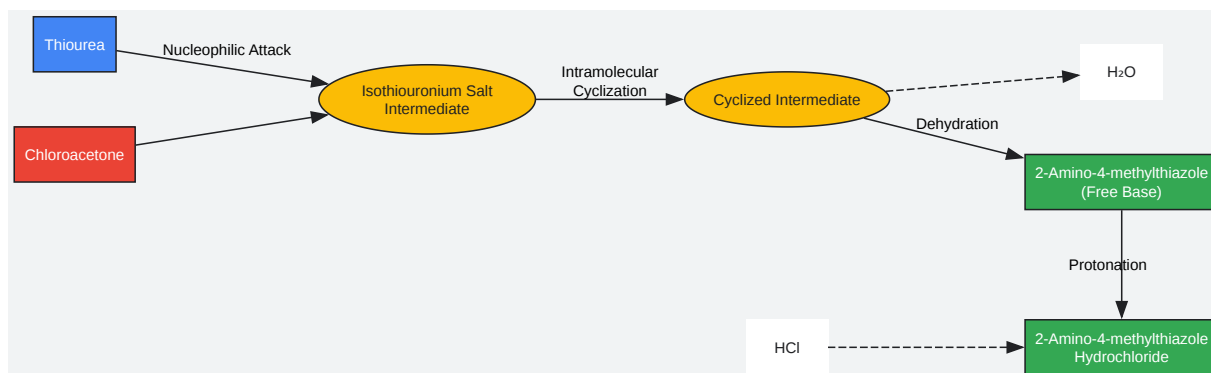 Thiourea
Nucleophilic Attack
Chloroacetone
Isothiouronium Salt
Intermediate
Intramolecular
Cyclization
Cyclized Intermediate
H₂O
Dehydration
2-Amino-4-methylthiazole
(Free Base)
Protonation
HCl
2-Amino-4-methylthiazole
Hydrochloride